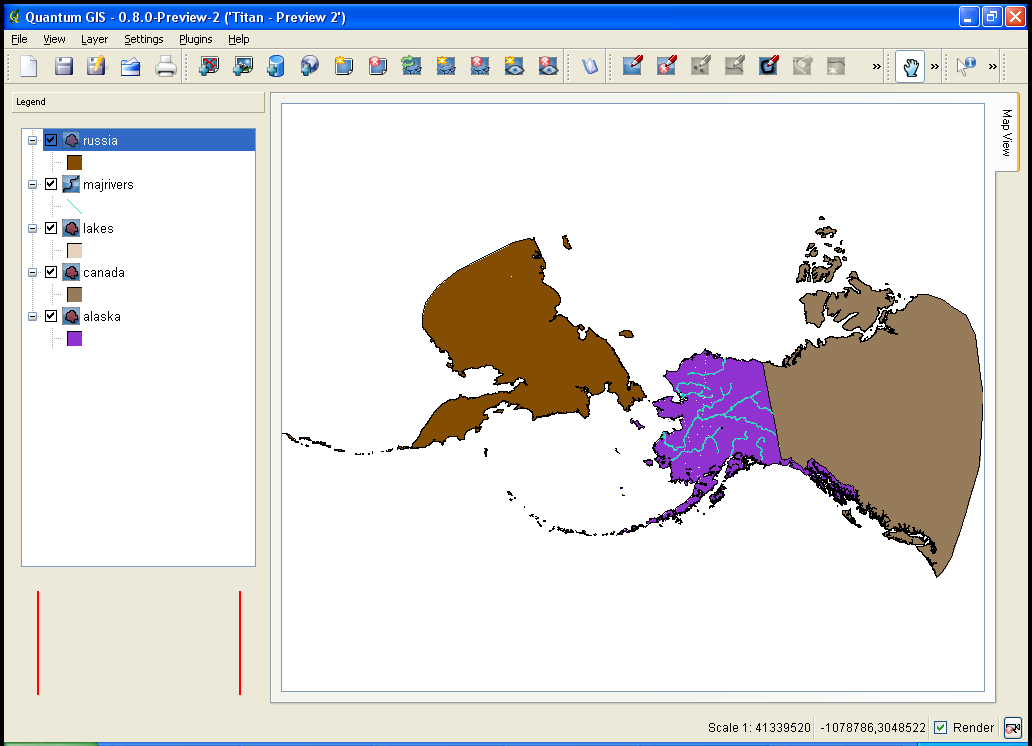 Quantum GIS - 0.8.0-Preview-2 ('Titan - Preview 2')
File View Layer Settings Plugins Help
Legend
Map View
russia
majrivers
lakes
canada
alaska
Scale 1: 41339520 -1078786,3048522 Render